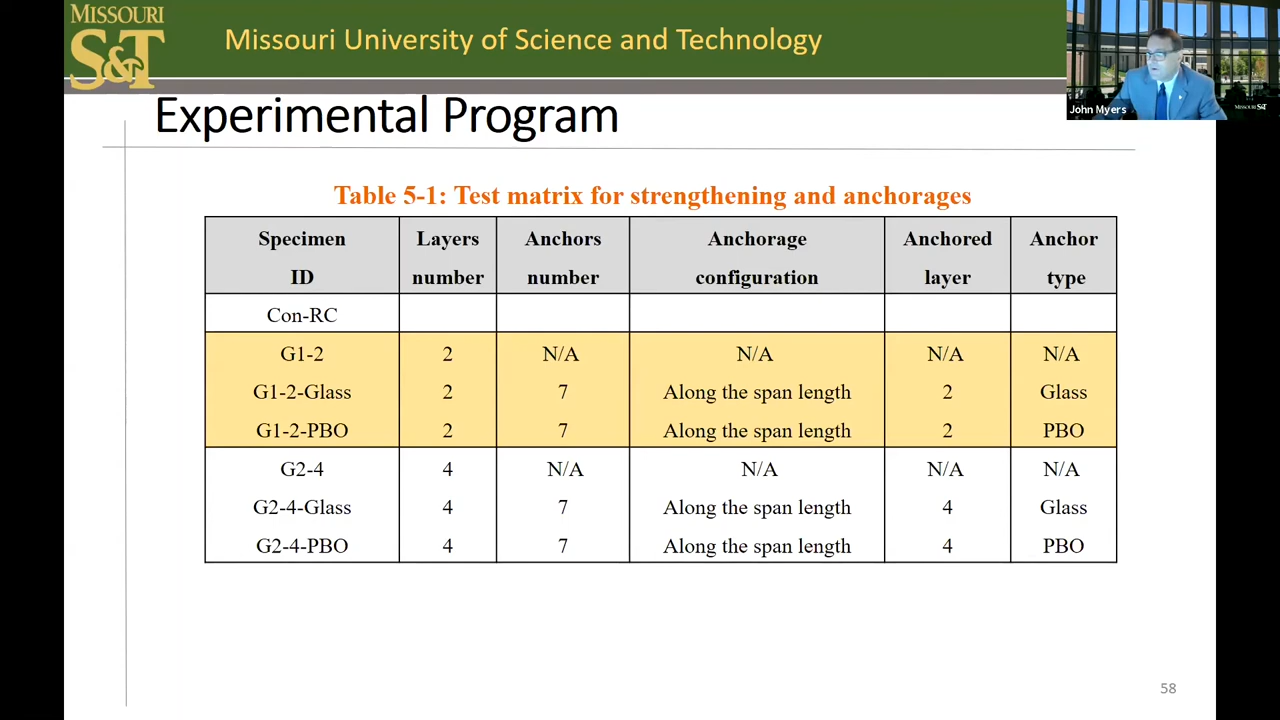 MISSOURI
S&T
Missouri University of Science and Technology
John Myers
MISSOURI S&T
Experimental Program
Table 5-1: Test matrix for strengthening and anchorages
Specimen ID Layers number Anchors number Anchorage configuration Anchored layer Anchor type
Con-RC
G1-2 2 N/A N/A N/A N/A
G1-2-Glass 2 7 Along the span length 2 Glass
G1-2-PBO 2 7 Along the span length 2 PBO
G2-4 4 N/A N/A N/A N/A
G2-4-Glass 4 7 Along the span length 4 Glass
G2-4-PBO 4 7 Along the span length 4 PBO
58